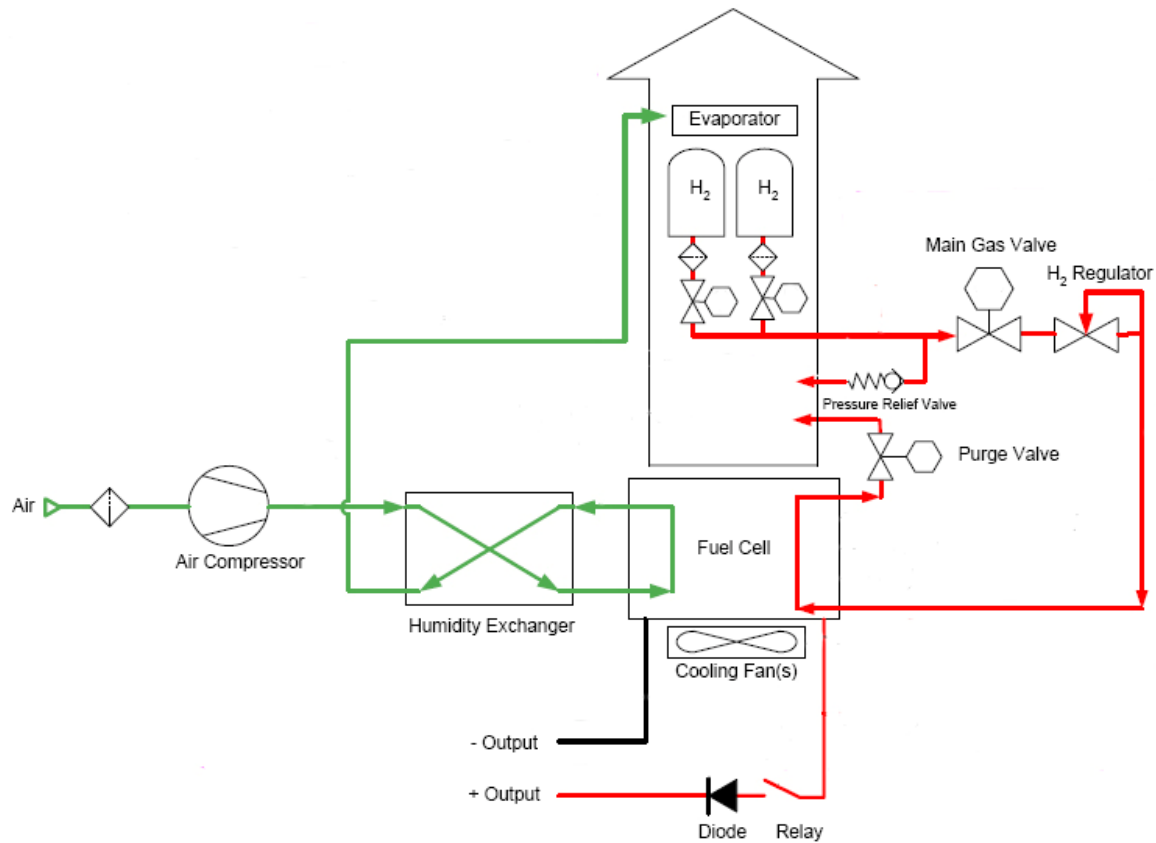 Evaporator
H2
H2
Main Gas Valve
H2 Regulator
Pressure Relief Valve
Purge Valve
Air
Air Compressor
Fuel Cell
Humidity Exchanger
Cooling Fan(s)
- Output
+ Output
Diode
Relay